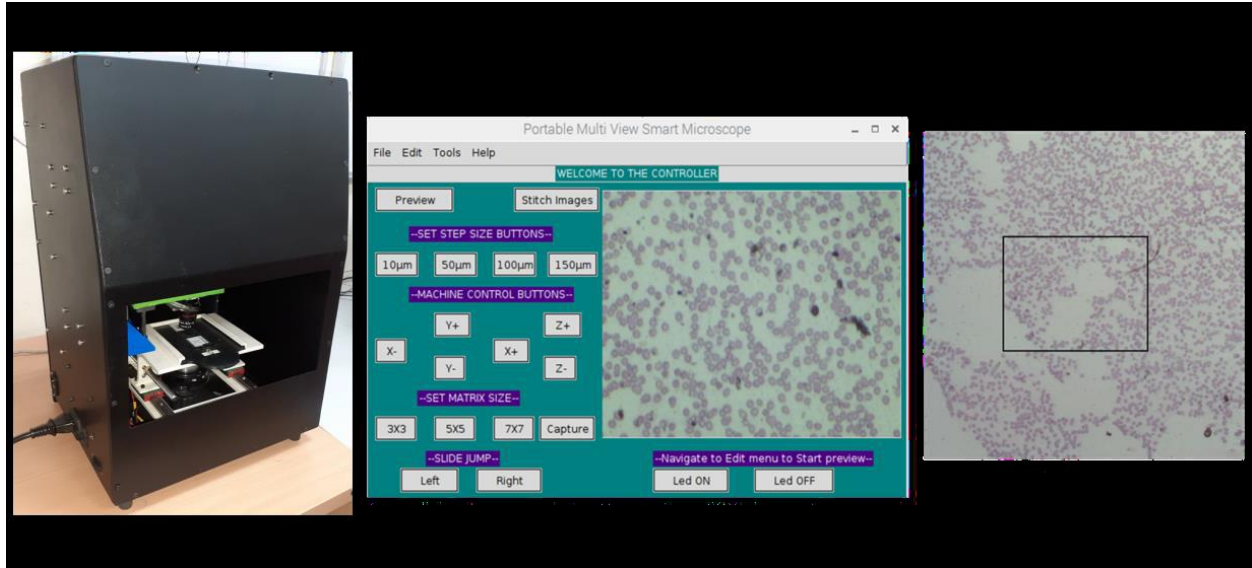 Portable Multi View Smart Microscope
File Edit Tools Help
WELCOME TO THE CONTROLLER
Preview Stitch Images
--SET STEP SIZE BUTTONS--
10µm 50µm 100µm 150µm
--MACHINE CONTROL BUTTONS--
Y+ Z+
X- X+
Y- Z-
--SET MATRIX SIZE--
3X3 5X5 7X7 Capture
--SLIDE JUMP--
Left Right
--Navigate to Edit menu to Start preview--
Led ON Led OFF